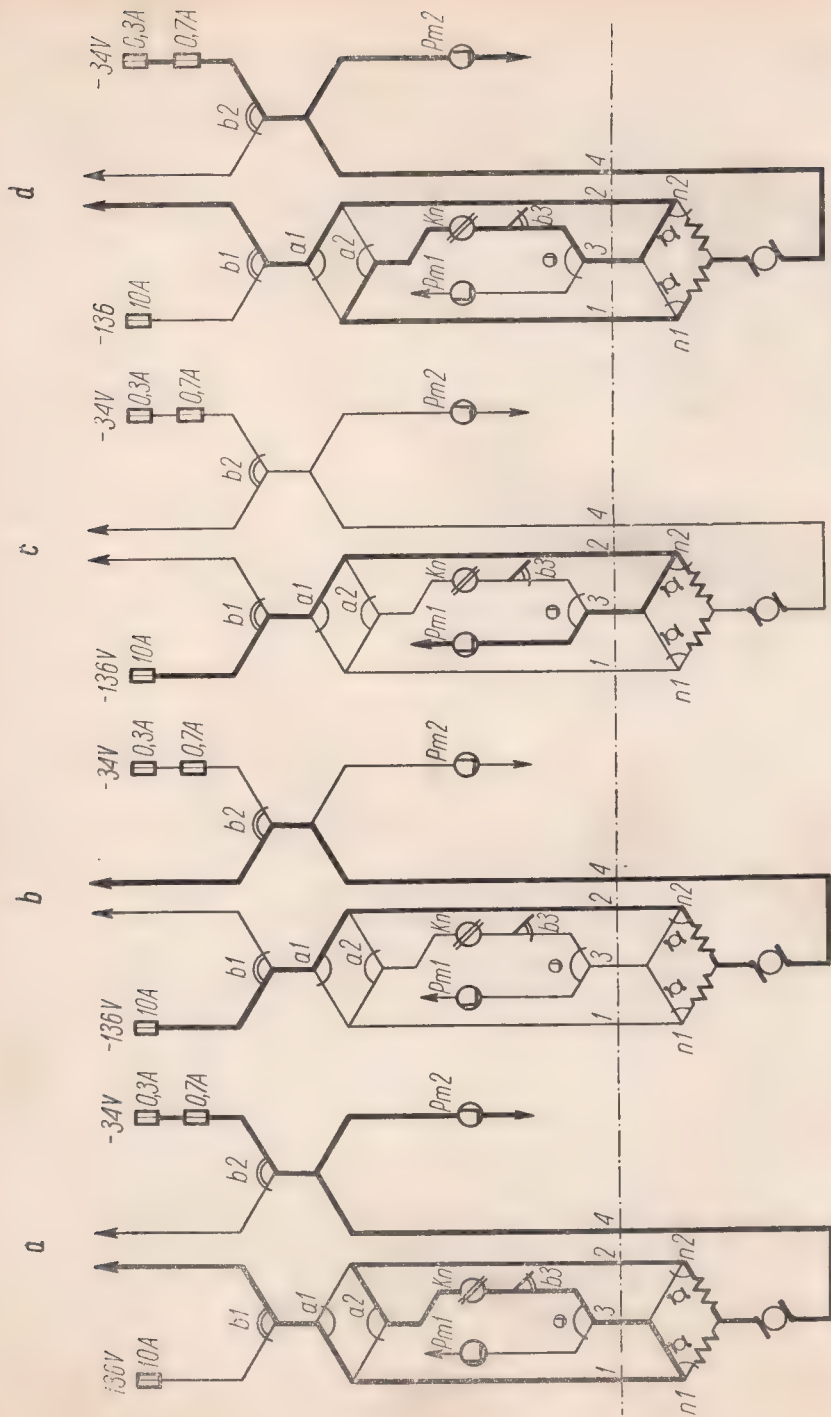 a
136V
10A
b1
a1
a2
Pm1
Kn
b3
1
3
2
4
n1
n2
-34V
0,3A
0,7A
b2
Pm2
b
-136V
10A
b1
a1
a2
Pm1
Kn
b3
1
3
2
4
n1
n2
-34V
0,3A
0,7A
b2
Pm2
c
-136V
10A
b1
a1
a2
Pm1
Kn
b3
1
3
2
4
n1
n2
-34V
0,3A
0,7A
b2
Pm2
d
-136
10A
b1
a1
a2
Pm1
Kn
b3
1
3
2
4
n1
n2
-34V
0,3A
0,7A
b2
Pm2